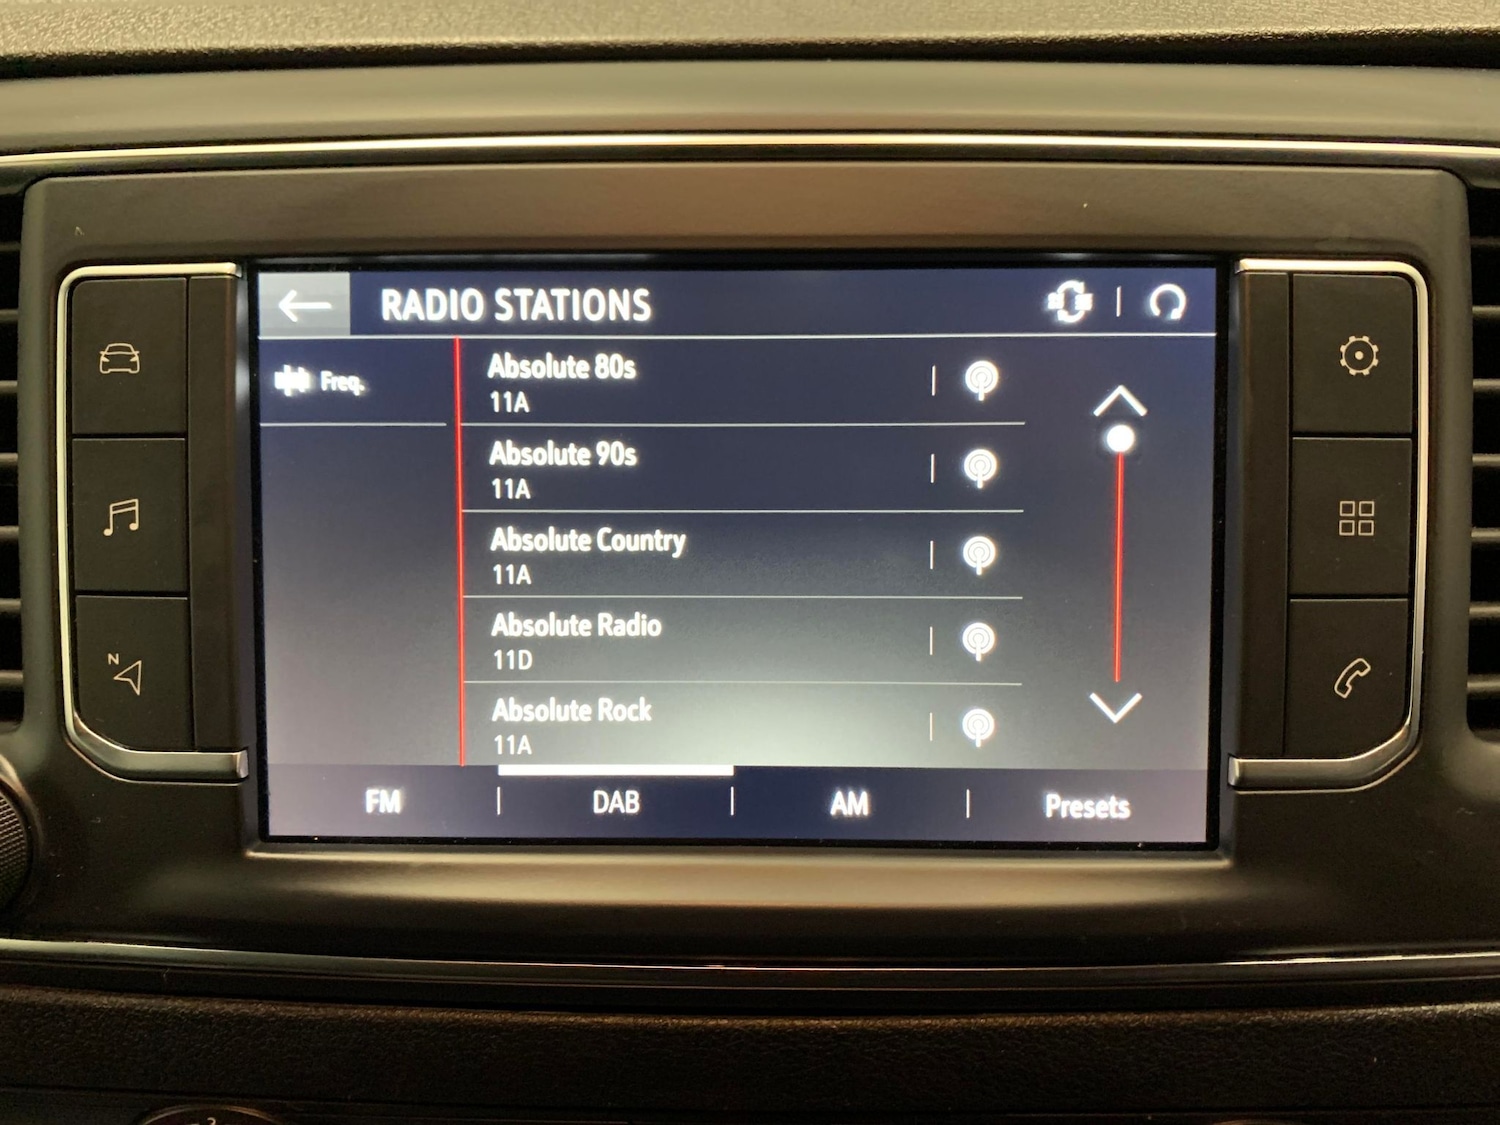 RADIO STATIONS
Freq.
Absolute 80s
11A
Absolute 90s
11A
Absolute Country
11A
Absolute Radio
11D
Absolute Rock
11A
FM
DAB
AM
Presets
N